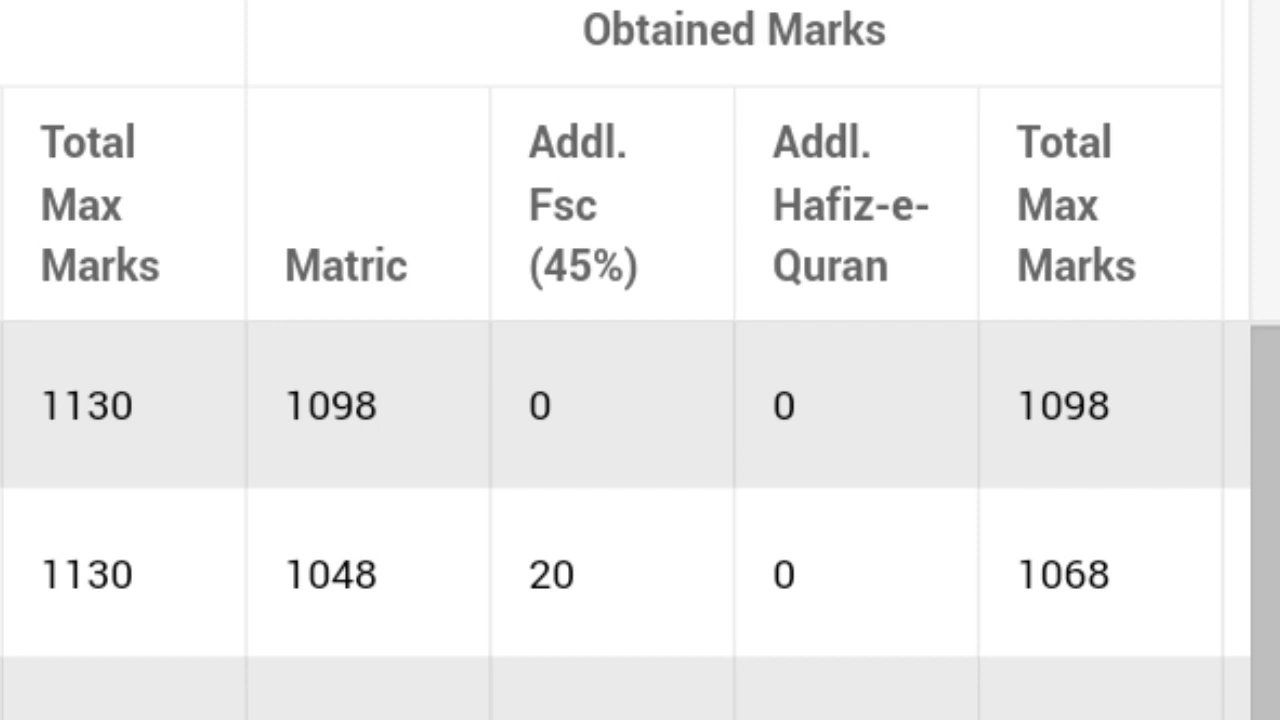 Obtained Marks
Total Max Marks
Matric
Addl. Fsc (45%)
Addl. Hafiz-e-Quran
Total Max Marks
1130 1098 0 0 1098
1130 1048 20 0 1068